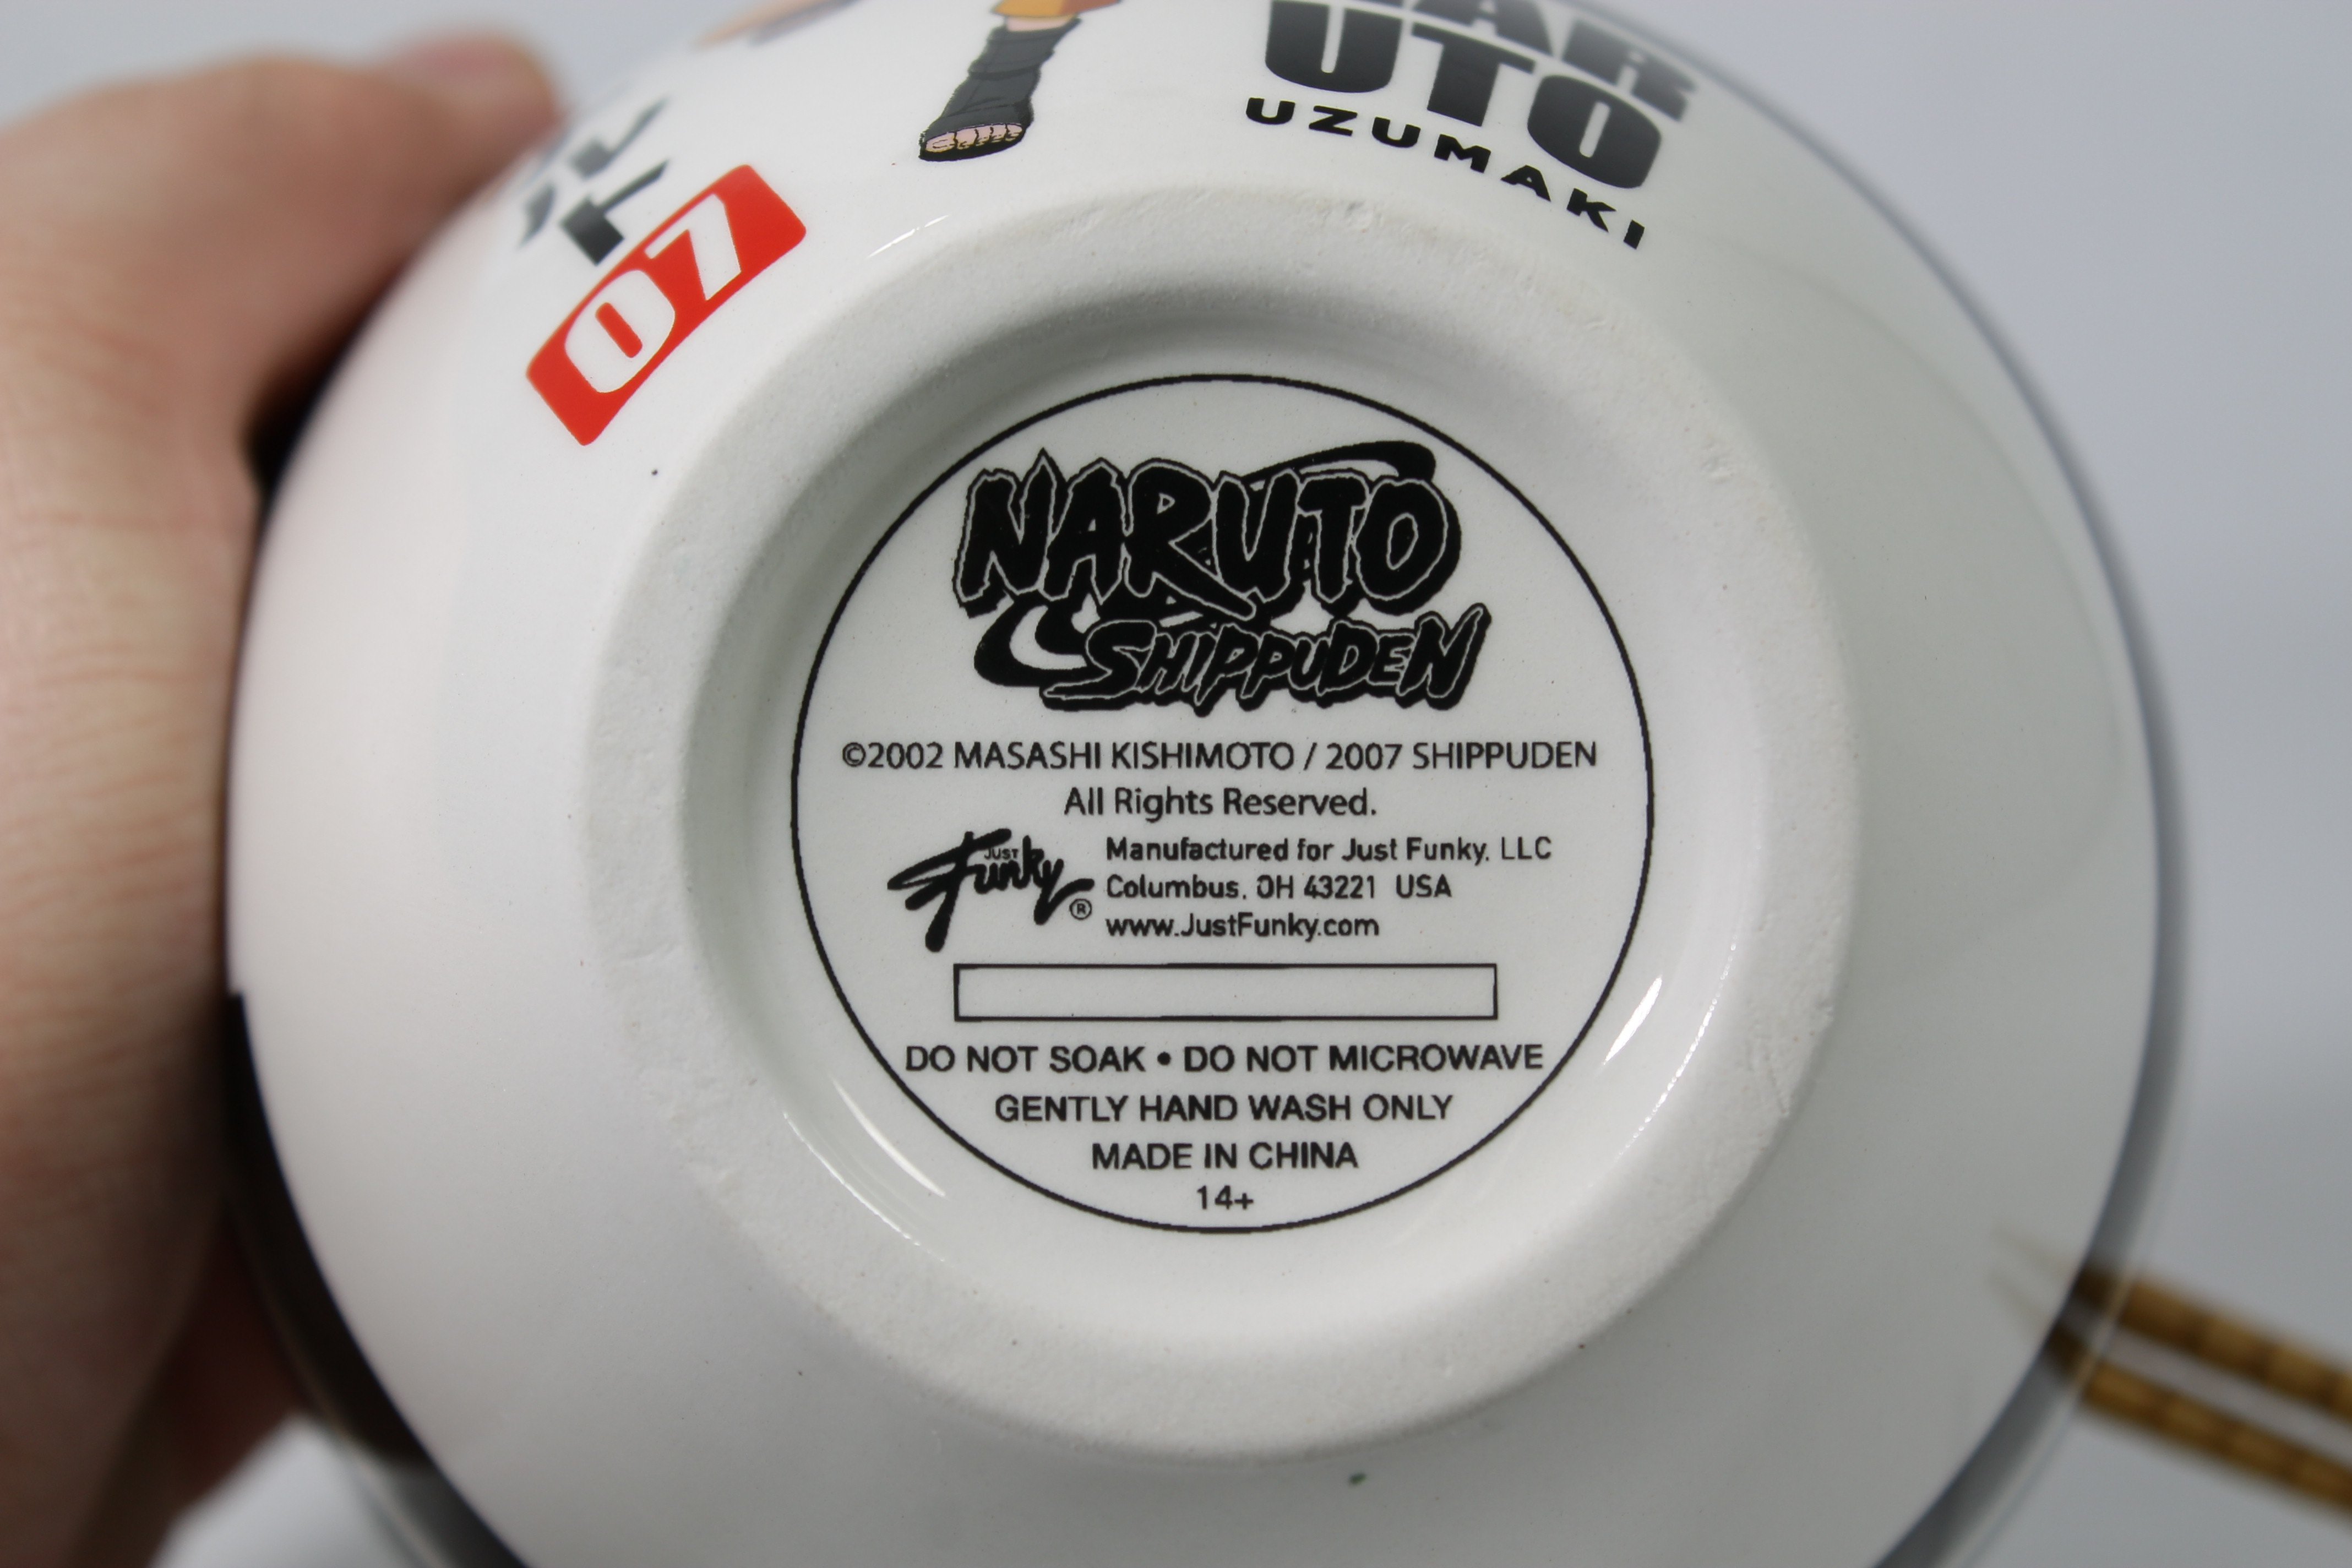 UTO
UZUMAKI
ト
07
NARUTO
SHIPPUDEN
©2002 MASASHI KISHIMOTO / 2007 SHIPPUDEN
All Rights Reserved.
JUST
Funky®
Manufactured for Just Funky, LLC
Columbus, OH 43221 USA
www.JustFunky.com
DO NOT SOAK • DO NOT MICROWAVE
GENTLY HAND WASH ONLY
MADE IN CHINA
14+